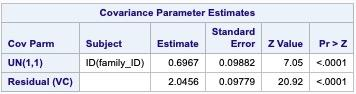 Covariance Parameter Estimates
Cov Parm Subject Estimate Standard Error Z Value Pr > Z
UN(1,1) ID(family_ID) 0.6967 0.09882 7.05 <.0001
Residual (VC) 2.0456 0.09779 20.92 <.0001